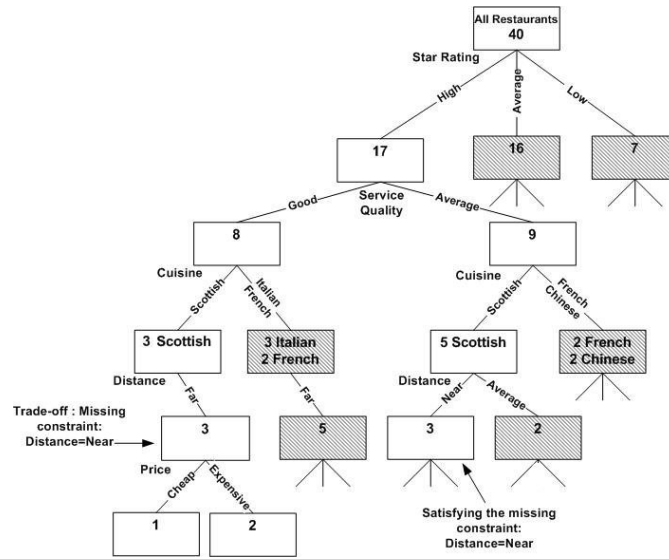 All Restaurants
40
Star Rating
High
Average
Low
17
16
7
Good
Service
Quality
Average
8
9
Cuisine
Scottish
Italian
French
Cuisine
Scottish
French
Chinese
3 Scottish
3 Italian
2 French
5 Scottish
2 French
2 Chinese
Distance
Far
Far
Distance
Near
Average
Trade-off : Missing
constraint:
Distance=Near
3
5
3
2
Price
Cheap
Expensive
1
2
Satisfying the missing
constraint:
Distance=Near